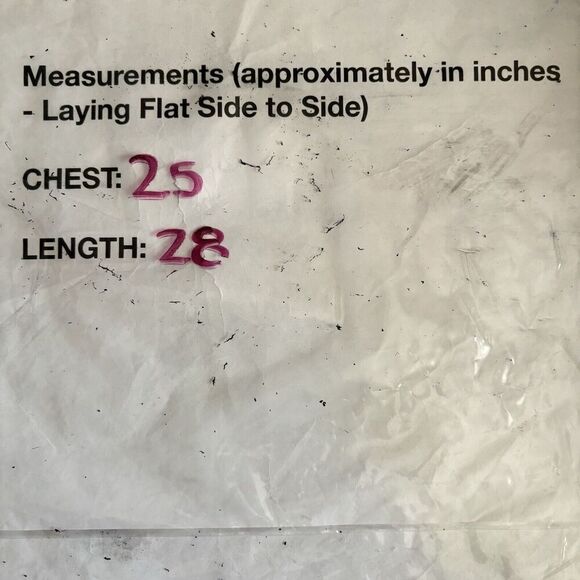 Measurements (approximately in inches
- Laying Flat Side to Side)
CHEST: 25
LENGTH: 28